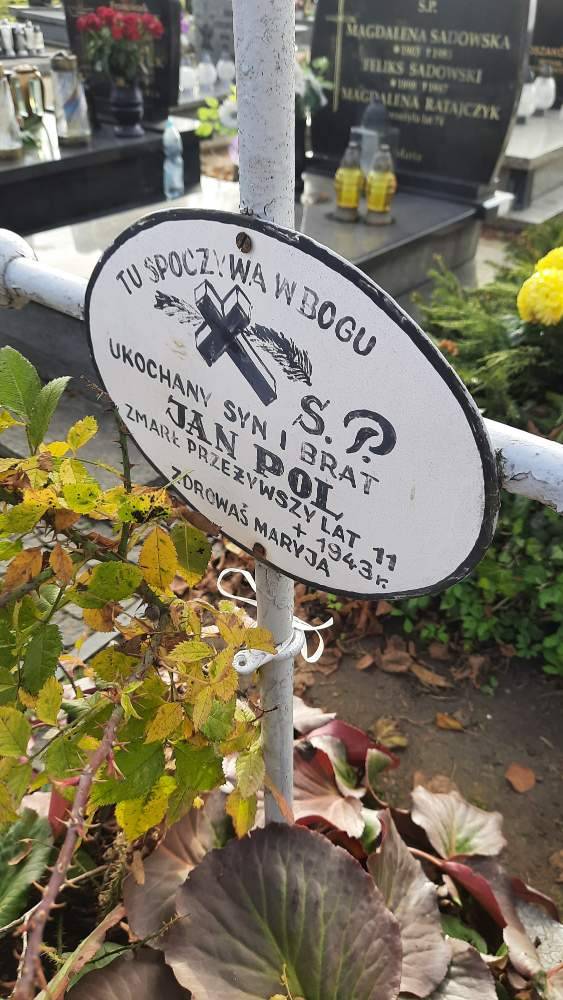 TU SPOCZYWA W BOGU
Ś. P.
UKOCHANY SYN I BRAT
JAN POL
ZMARŁ PRZEŻYWSZY LAT 11
+ 1943 r.
ZDROWAŚ MARYJA
Ś.P.
MAGDALENA SADOWSKA
FELIKS SADOWSKI
MAGDALENA RATAJCZYK